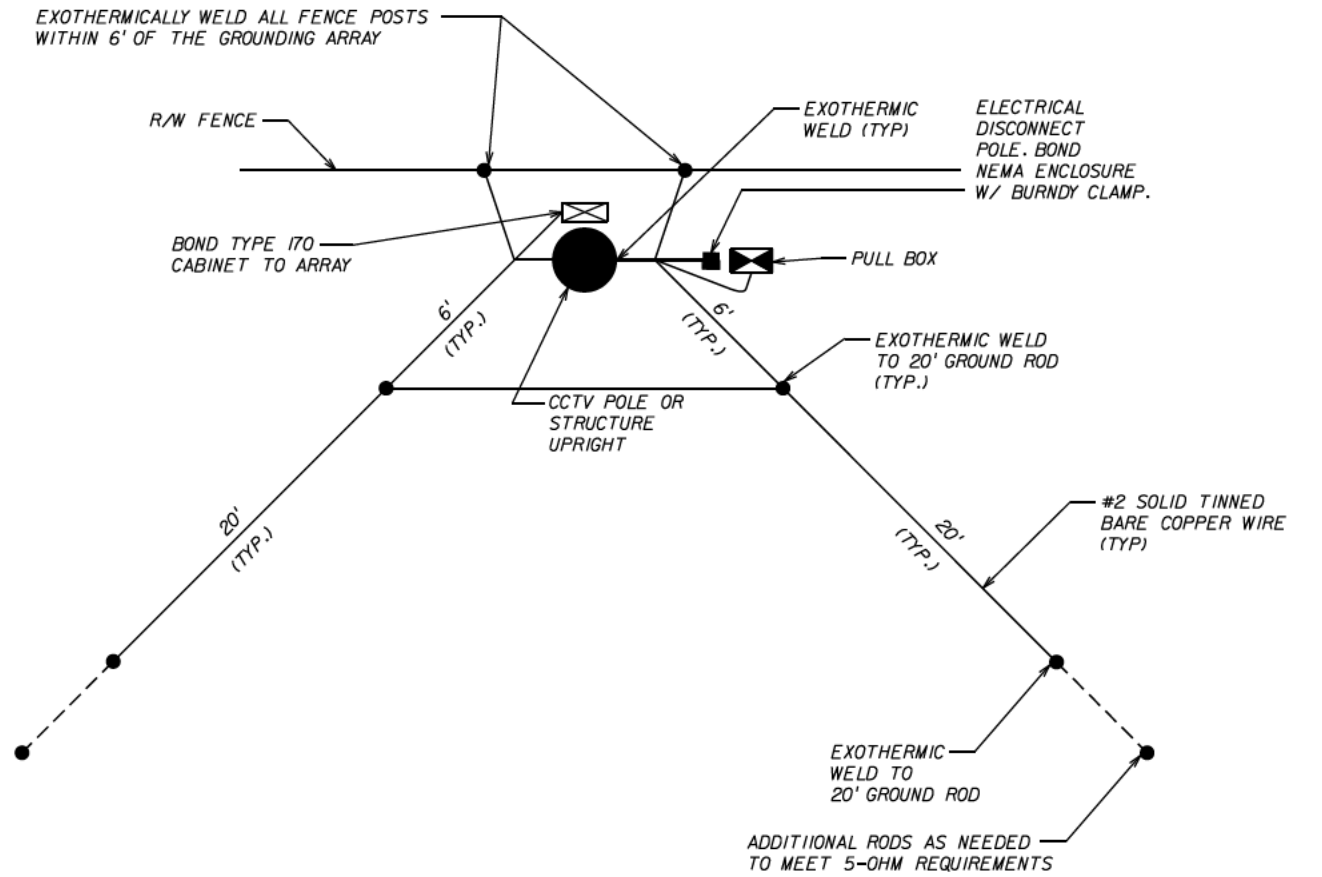 EXOTHERMICALLY WELD ALL FENCE POSTS
WITHIN 6' OF THE GROUNDING ARRAY
R/W FENCE
EXOTHERMIC
WELD (TYP)
ELECTRICAL
DISCONNECT
POLE. BOND
NEMA ENCLOSURE
W/ BURNDY CLAMP.
BOND TYPE 170
CABINET TO ARRAY
PULL BOX
6'
(TYP.)
6'
(TYP.)
EXOTHERMIC WELD
TO 20' GROUND ROD
(TYP.)
CCTV POLE OR
STRUCTURE
UPRIGHT
20'
(TYP.)
20'
(TYP.)
#2 SOLID TINNED
BARE COPPER WIRE
(TYP)
EXOTHERMIC
WELD TO
20' GROUND ROD
ADDITIIONAL RODS AS NEEDED
TO MEET 5-OHM REQUIREMENTS